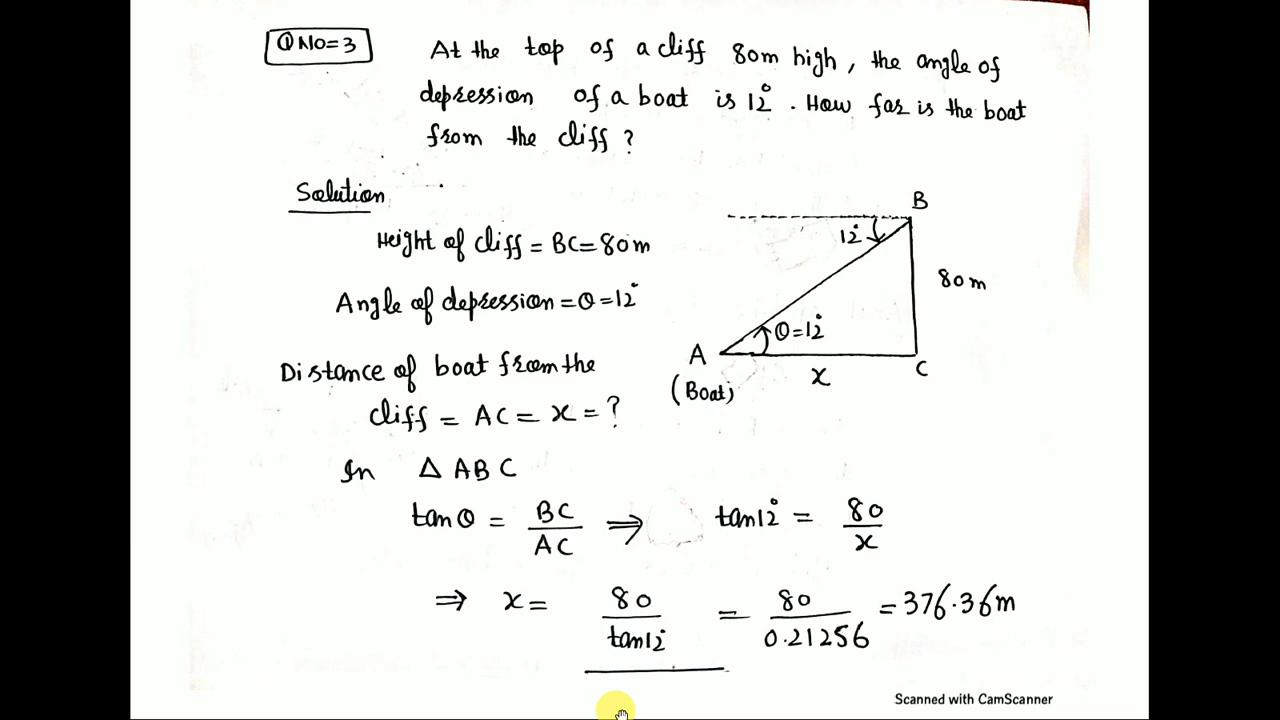 Q No=3
At the top of a cliff 80m high, the angle of
depression of a boat is 12°. How far is the boat
from the cliff?
Solution
Height of cliff = BC=80m
Angle of depression=θ=12°
Distance of boat from the
cliff = AC = x = ?
B
12°
80m
A
θ=12°
C
x
(Boat)
In Δ ABC
tan θ = BC/AC ⇒ tan12° = 80/x
⇒ x = 80/tan12° = 80/0.21256 = 376.36m
Scanned with CamScanner